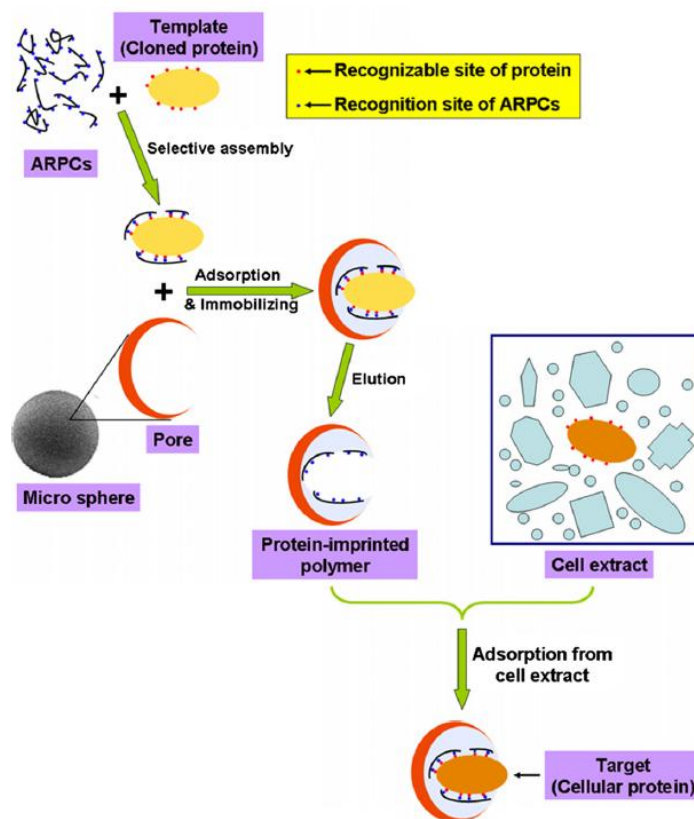 Template
(Cloned protein)
Recognizable site of protein
Recognition site of ARPCs
+
ARPCs
Selective assembly
+
Adsorption
& Immobilizing
Elution
Pore
Micro sphere
Protein-imprinted
polymer
Cell extract
Adsorption from
cell extract
Target
(Cellular protein)